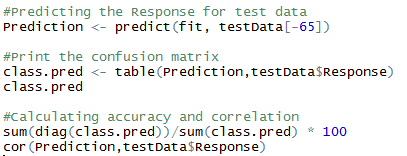 #Predicting the Response for test data
Prediction <- predict(fit, testData[-65])
#Print the confusion matrix
class.pred <- table(Prediction,testData$Response)
class.pred
#Calculating accuracy and correlation
sum(diag(class.pred))/sum(class.pred) * 100
cor(Prediction,testData$Response)